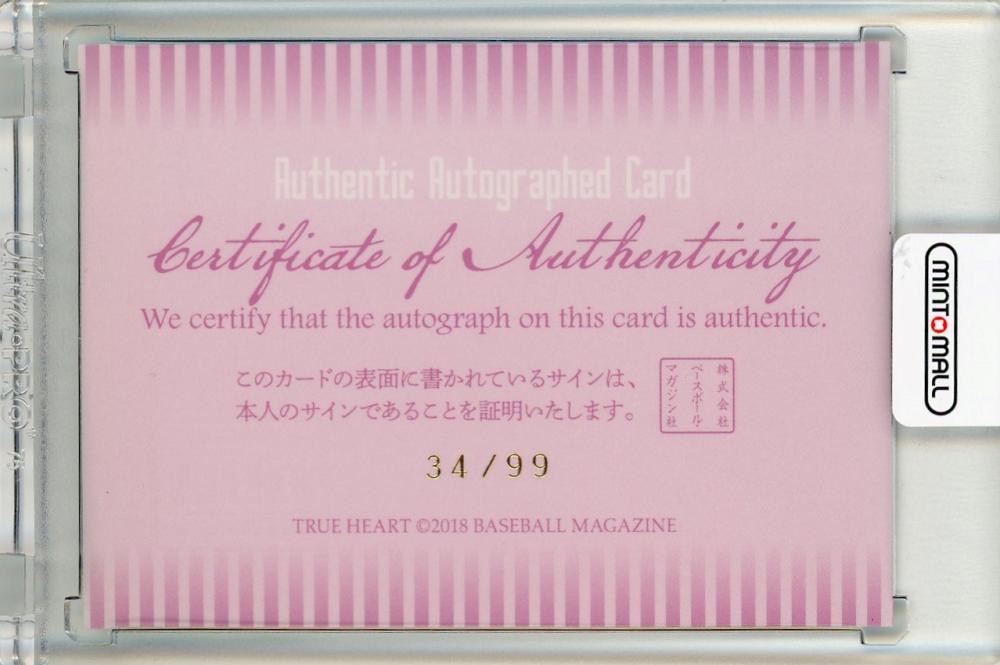 Authentic Autographed Card
Certificate of Authenticity
We certify that the autograph on this card is authentic.
このカードの表面に書かれているサインは、
本人のサインであることを証明いたします。
株式会社
ベースボール
マガジン社
34/99
TRUE HEART ©2018 BASEBALL MAGAZINE
MINTOMALL
UltraPRO®